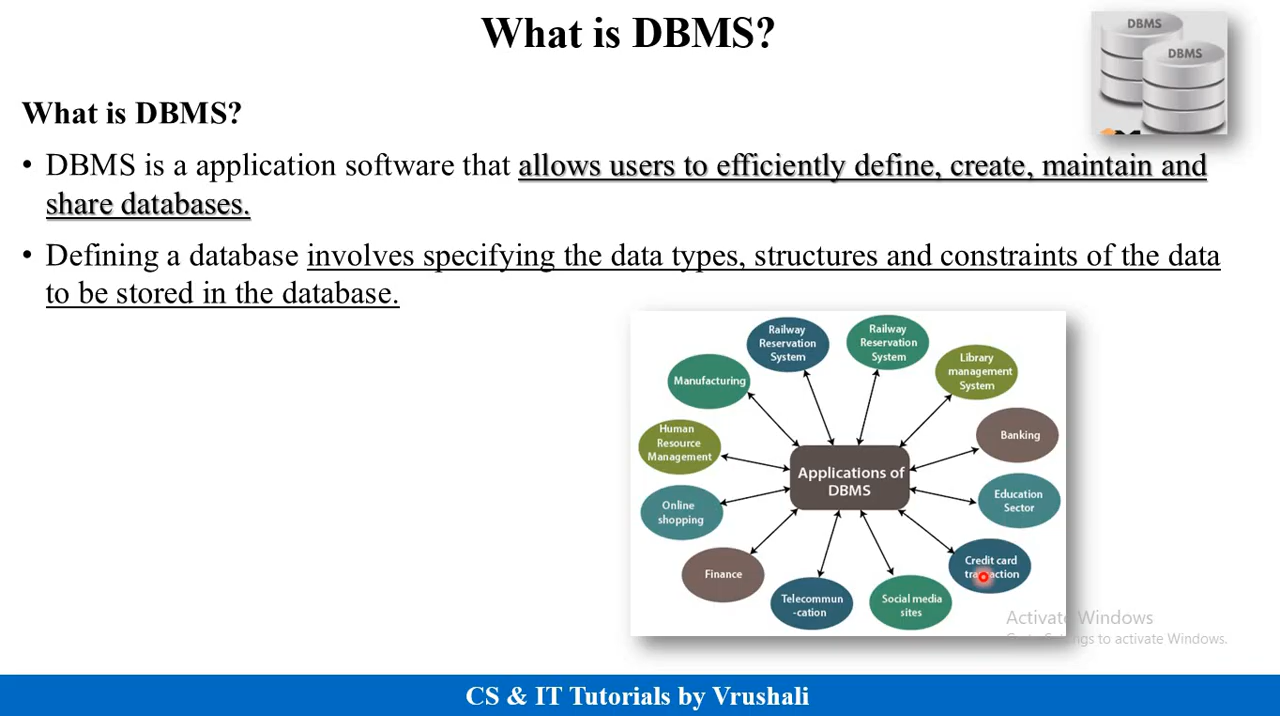 What is DBMS?
DBMS
DBMS
What is DBMS?
• DBMS is a application software that allows users to efficiently define, create, maintain and
share databases.
• Defining a database involves specifying the data types, structures and constraints of the data
to be stored in the database.
Railway
Reservation
System
Railway
Reservation
System
Library
management
System
Manufacturing
Banking
Human
Resource
Management
Applications of
DBMS
Education
Sector
Online
shopping
Credit card
Finance
Telecommun
-cation
Social media
sites
Activate Windows
to activate Windows.
CS & IT Tutorials by Vrushali